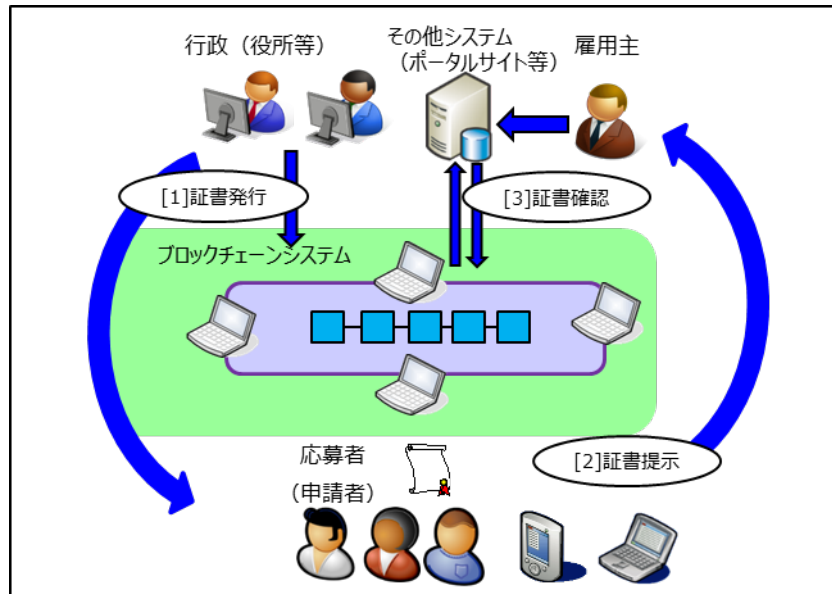 行政（役所等）
その他システム
（ポータルサイト等）
雇用主
[1]証書発行
[3]証書確認
ブロックチェーンシステム
応募者
（申請者）
[2]証書提示